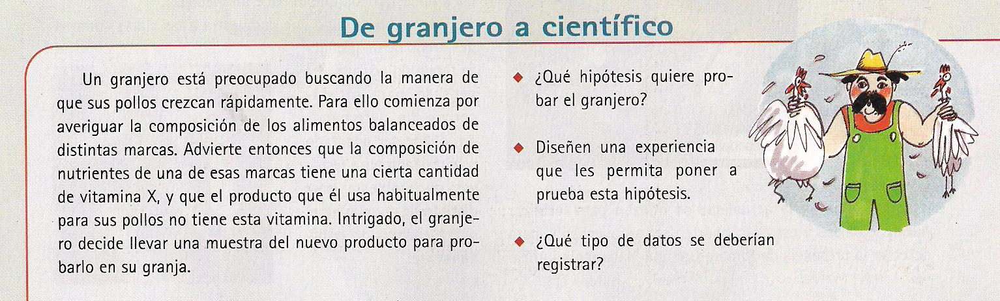 De granjero a científico
Un granjero está preocupado buscando la manera de
que sus pollos crezcan rápidamente. Para ello comienza por
averiguar la composición de los alimentos balanceados de
distintas marcas. Advierte entonces que la composición de
nutrientes de una de esas marcas tiene una cierta cantidad
de vitamina X, y que el producto que él usa habitualmente
para sus pollos no tiene esta vitamina. Intrigado, el granje-
ro decide llevar una muestra del nuevo producto para pro-
barlo en su granja.
◆ ¿Qué hipótesis quiere pro-
bar el granjero?
◆ Diseñen una experiencia
que les permita poner a
prueba esta hipótesis.
◆ ¿Qué tipo de datos se deberían
registrar?